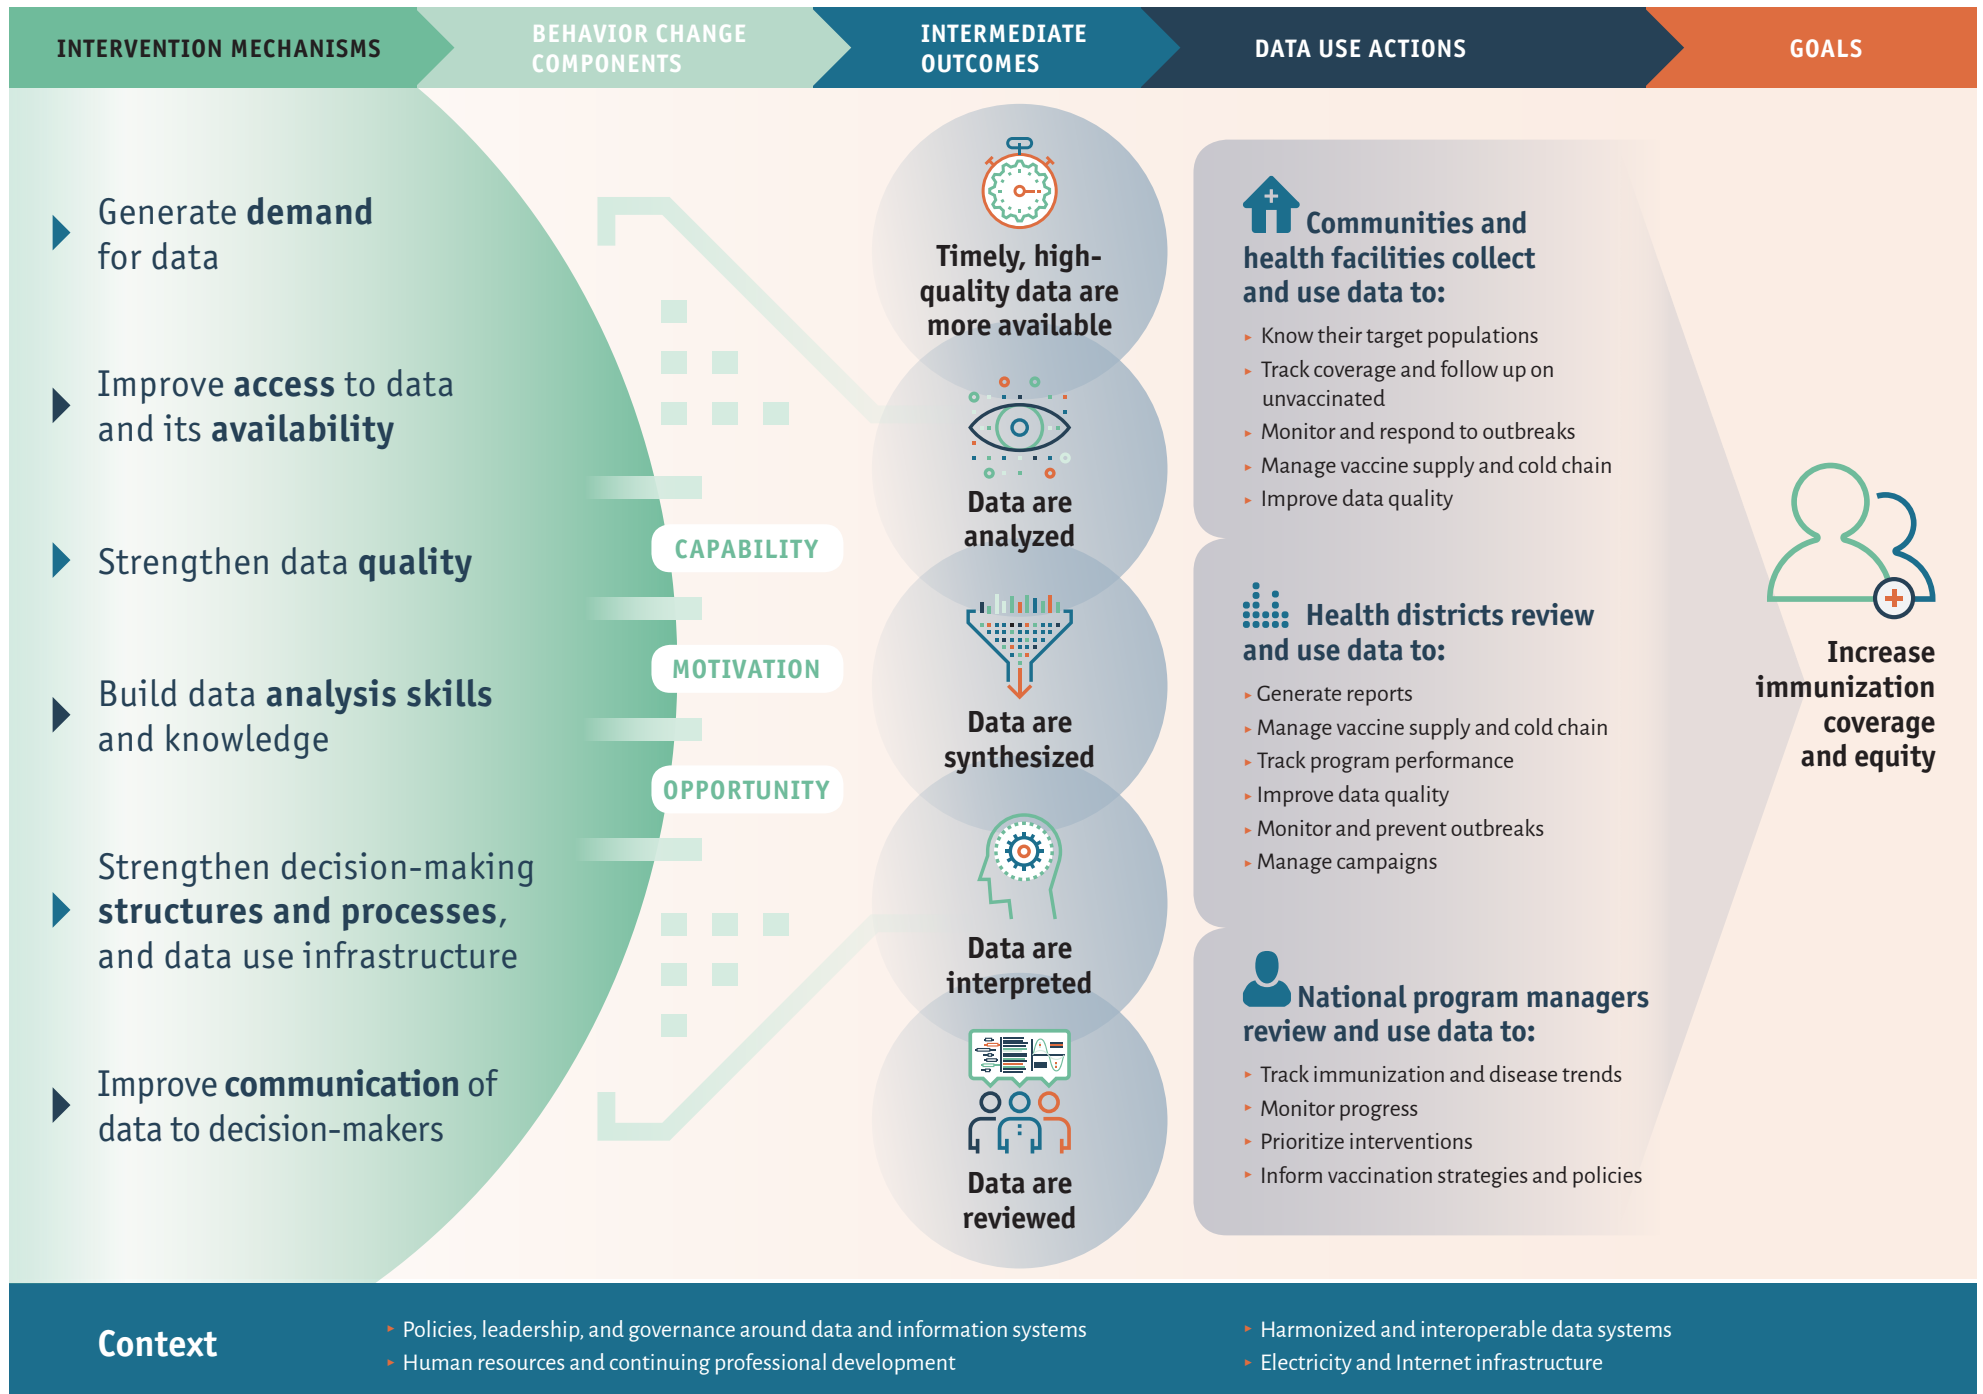 INTERVENTION MECHANISMS
BEHAVIOR CHANGE
COMPONENTS
INTERMEDIATE
OUTCOMES
DATA USE ACTIONS
GOALS
Generate demand
for data
Improve access to data
and its availability
Strengthen data quality
Build data analysis skills
and knowledge
Strengthen decision-making
structures and processes,
and data use infrastructure
Improve communication of
data to decision-makers
CAPABILITY
MOTIVATION
OPPORTUNITY
Timely, high-
quality data are
more available
Data are
analyzed
Data are
synthesized
Data are
interpreted
Data are
reviewed
Communities and
health facilities collect
and use data to:
▸ Know their target populations
▸ Track coverage and follow up on
unvaccinated
▸ Monitor and respond to outbreaks
▸ Manage vaccine supply and cold chain
▸ Improve data quality
Health districts review
and use data to:
▸ Generate reports
▸ Manage vaccine supply and cold chain
▸ Track program performance
▸ Improve data quality
▸ Monitor and prevent outbreaks
▸ Manage campaigns
National program managers
review and use data to:
▸ Track immunization and disease trends
▸ Monitor progress
▸ Prioritize interventions
▸ Inform vaccination strategies and policies
Increase
immunization
coverage
and equity
Context
▸ Policies, leadership, and governance around data and information systems
▸ Human resources and continuing professional development
▸ Harmonized and interoperable data systems
▸ Electricity and Internet infrastructure